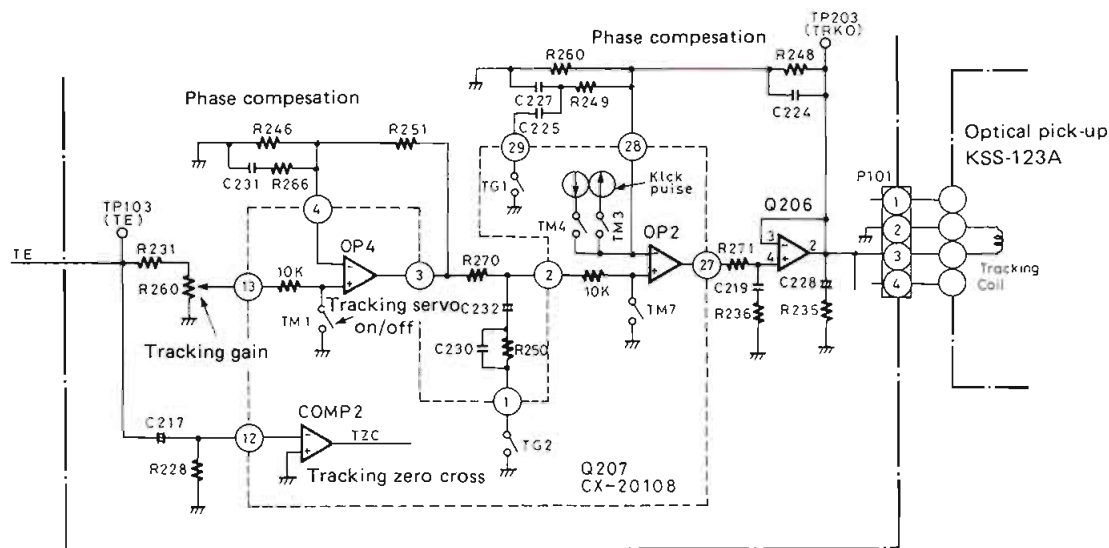 TP203
(TRKO)
Phase compesation
R260
R248
C227
R249
C225
C224
Phase compesation
R246
R251
C231
R266
29
28
TG1
Kick
pulse
TM4
TM3
Optical pick-up
KSS-123A
P101
1
2
3
4
Tracking
Coil
TP103
(TE)
TE
R231
R260
Tracking gain
4
13
10K
OP4
-
+
3
TM1
Tracking servo
on/off
R270
2
C232
C230
R250
1
TG2
10K
OP2
-
+
27
TM7
R271
Q206
3
4
-
+
2
C219
R236
C228
R235
C217
R228
12
COMP2
-
+
TZC
Tracking zero cross
Q207
CX-20108